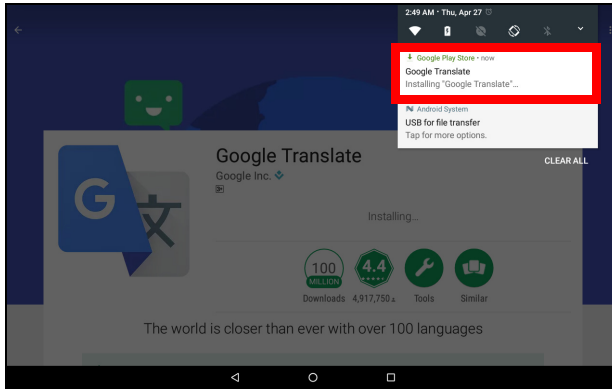 2:49 AM • Thu, Apr 27
Google Play Store • now
Google Translate
Installing "Google Translate"...
Android System
USB for file transfer
Tap for more options.
CLEAR ALL
G
文
Google Translate
Google Inc.
3+
Installing...
100
MILLION
4.4
Downloads
4,917,750
Tools
Similar
The world is closer than ever with over 100 languages